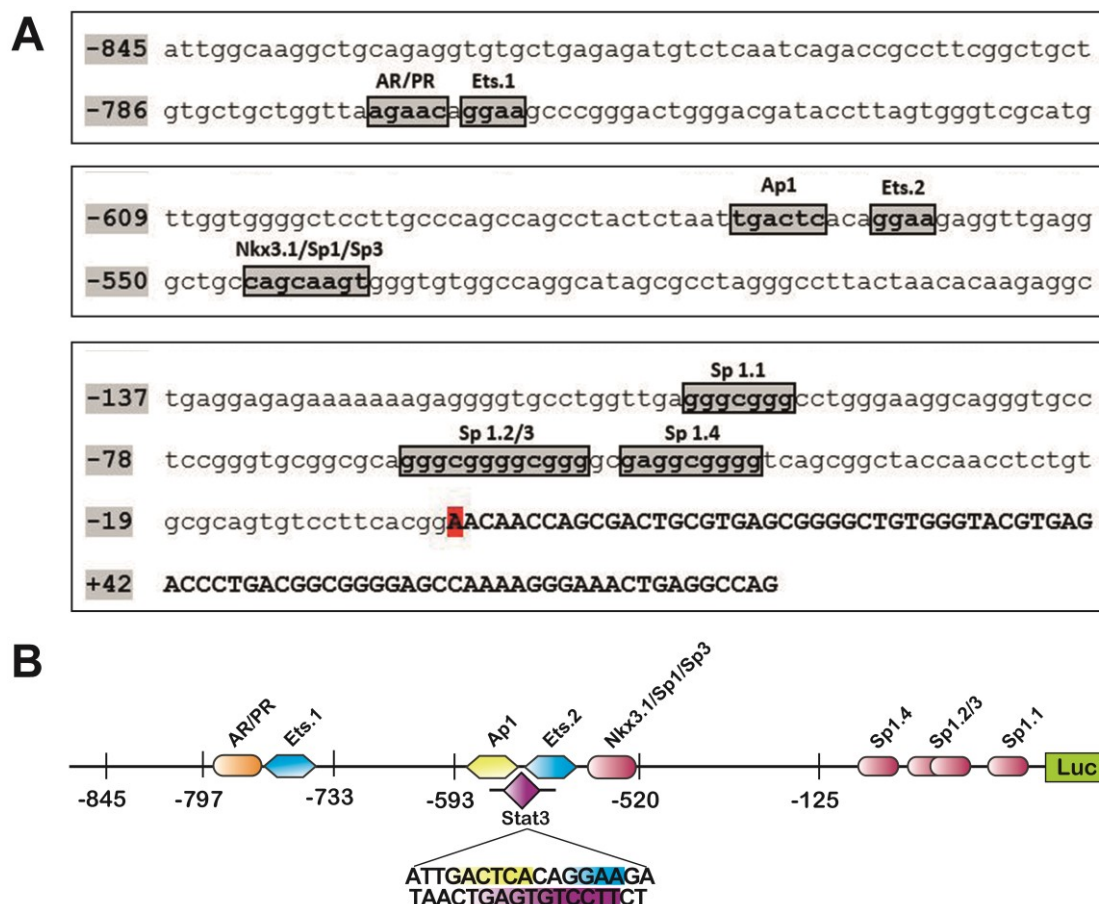 A
-845 attggcaaggctgcagaggtgtgctgagagatgtctcaatcagaccgccttcggctgct
AR/PR Ets.1
-786 gtgctgctggttaagaacaggaagcccgggactgggacgataccttagtgggtcgcatg
Ap1 Ets.2
-609 ttggtggggctccttgcccagccagcctactctaattgactcacaggaagaggttgagg
Nkx3.1/Sp1/Sp3
-550 gctgccagcaagtgggtgtggccaggcatagcgcctagggccttactaacacaagaggc
Sp 1.1
-137 tgaggagagaaaaaaagaggggtgcctggttgagggcgggcctgggaaggcagggtgcc
Sp 1.2/3 Sp 1.4
-78 tccgggtgcggcgcagggcggggcggggcgaggcggggtcagcggctaccaacctctgt
-19 gcgcagtgtccttcacggAACAACCAGCGACTGCGTGAGCGGGGCTGTGGGTACGTGAG
+42 ACCCTGACGGCGGGGAGCCAAAAGGGAAACTGAGGCCAG
B
AR/PR Ets.1 Ap1 Ets.2 Nkx3.1/Sp1/Sp3 Sp1.4 Sp1.2/3 Sp1.1
Luc
-845 -797 -733 -593 -520 -125
Stat3
ATTGACTCACAGGAAGA
TAACTGAGTGTCCTTCT